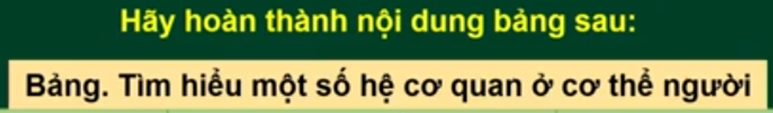 Hãy hoàn thành nội dung bảng sau:
Bảng. Tìm hiểu một số hệ cơ quan ở cơ thể người